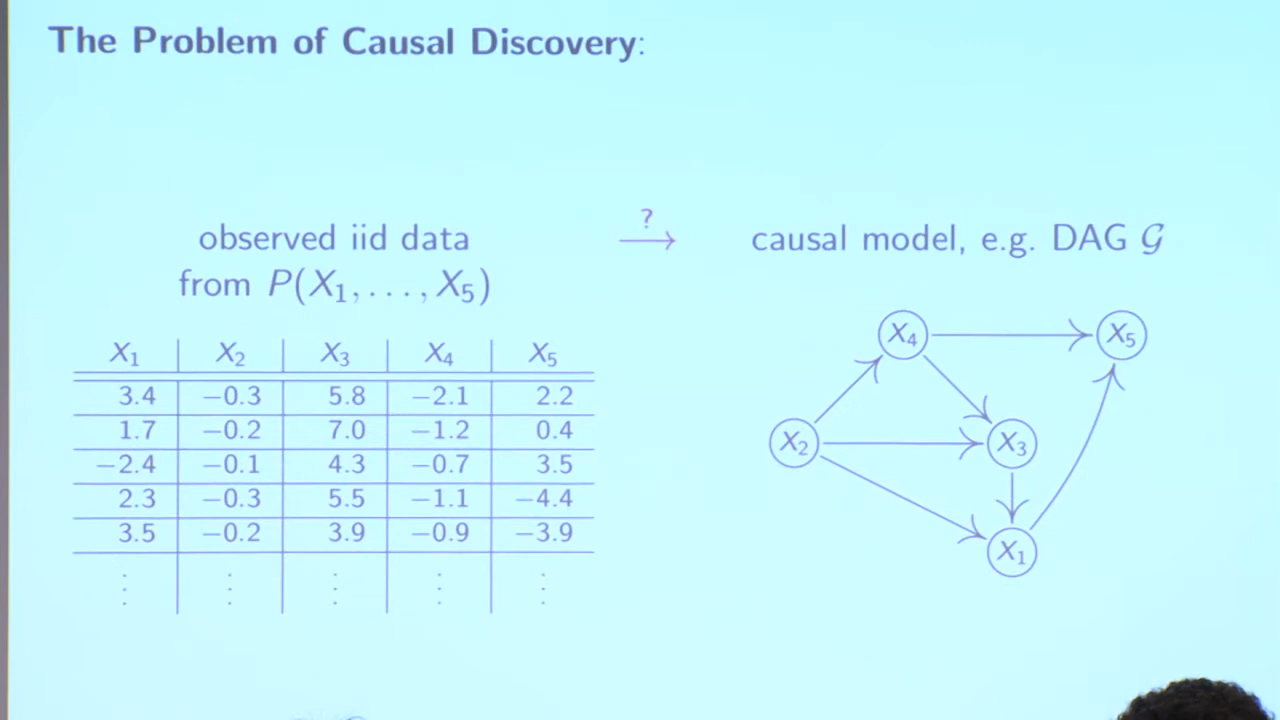 The Problem of Causal Discovery:
observed iid data
from P(X₁, . . . , X₅)
?
causal model, e.g. DAG 𝒢
X₁ X₂ X₃ X₄ X₅
3.4 −0.3 5.8 −2.1 2.2
1.7 −0.2 7.0 −1.2 0.4
−2.4 −0.1 4.3 −0.7 3.5
2.3 −0.3 5.5 −1.1 −4.4
3.5 −0.2 3.9 −0.9 −3.9
⋮ ⋮ ⋮ ⋮ ⋮
X₄ X₅
X₂ X₃
X₁